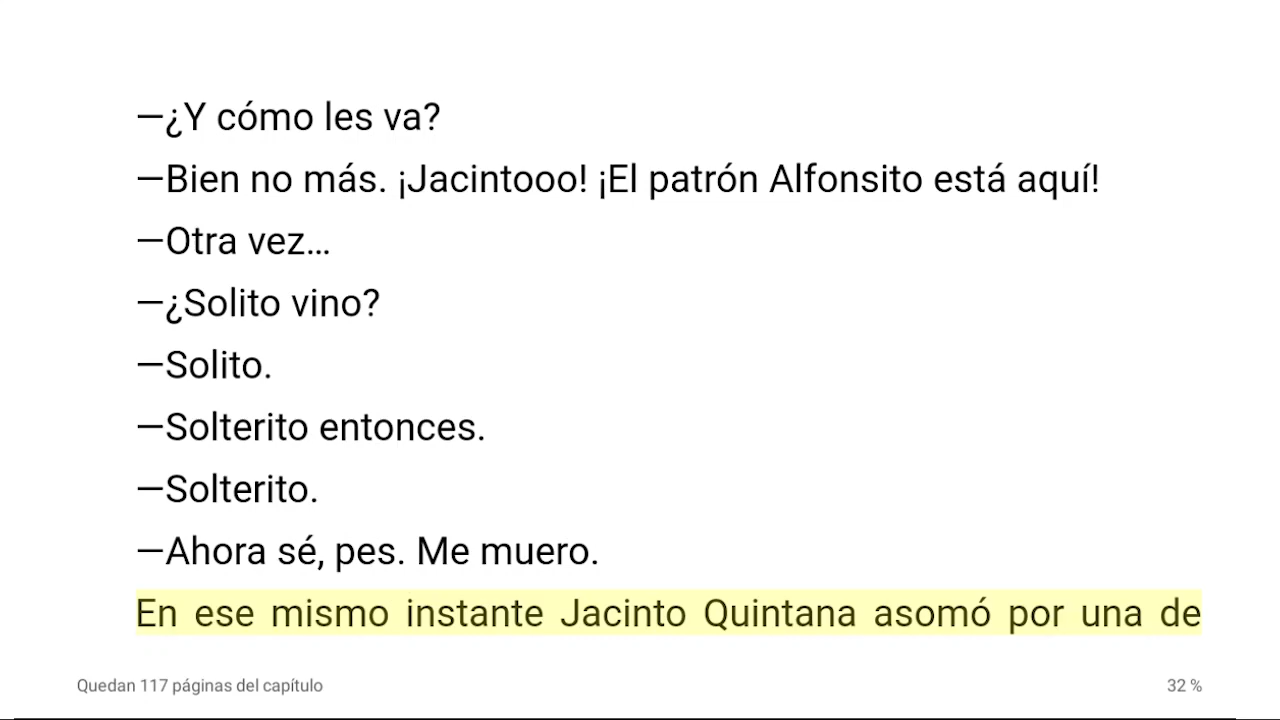 —¿Y cómo les va?
—Bien no más. ¡Jacintooo! ¡El patrón Alfonsito está aquí!
—Otra vez…
—¿Solito vino?
—Solito.
—Solterito entonces.
—Solterito.
—Ahora sé, pes. Me muero.
En ese mismo instante Jacinto Quintana asomó por una de
Quedan 117 páginas del capítulo
32 %